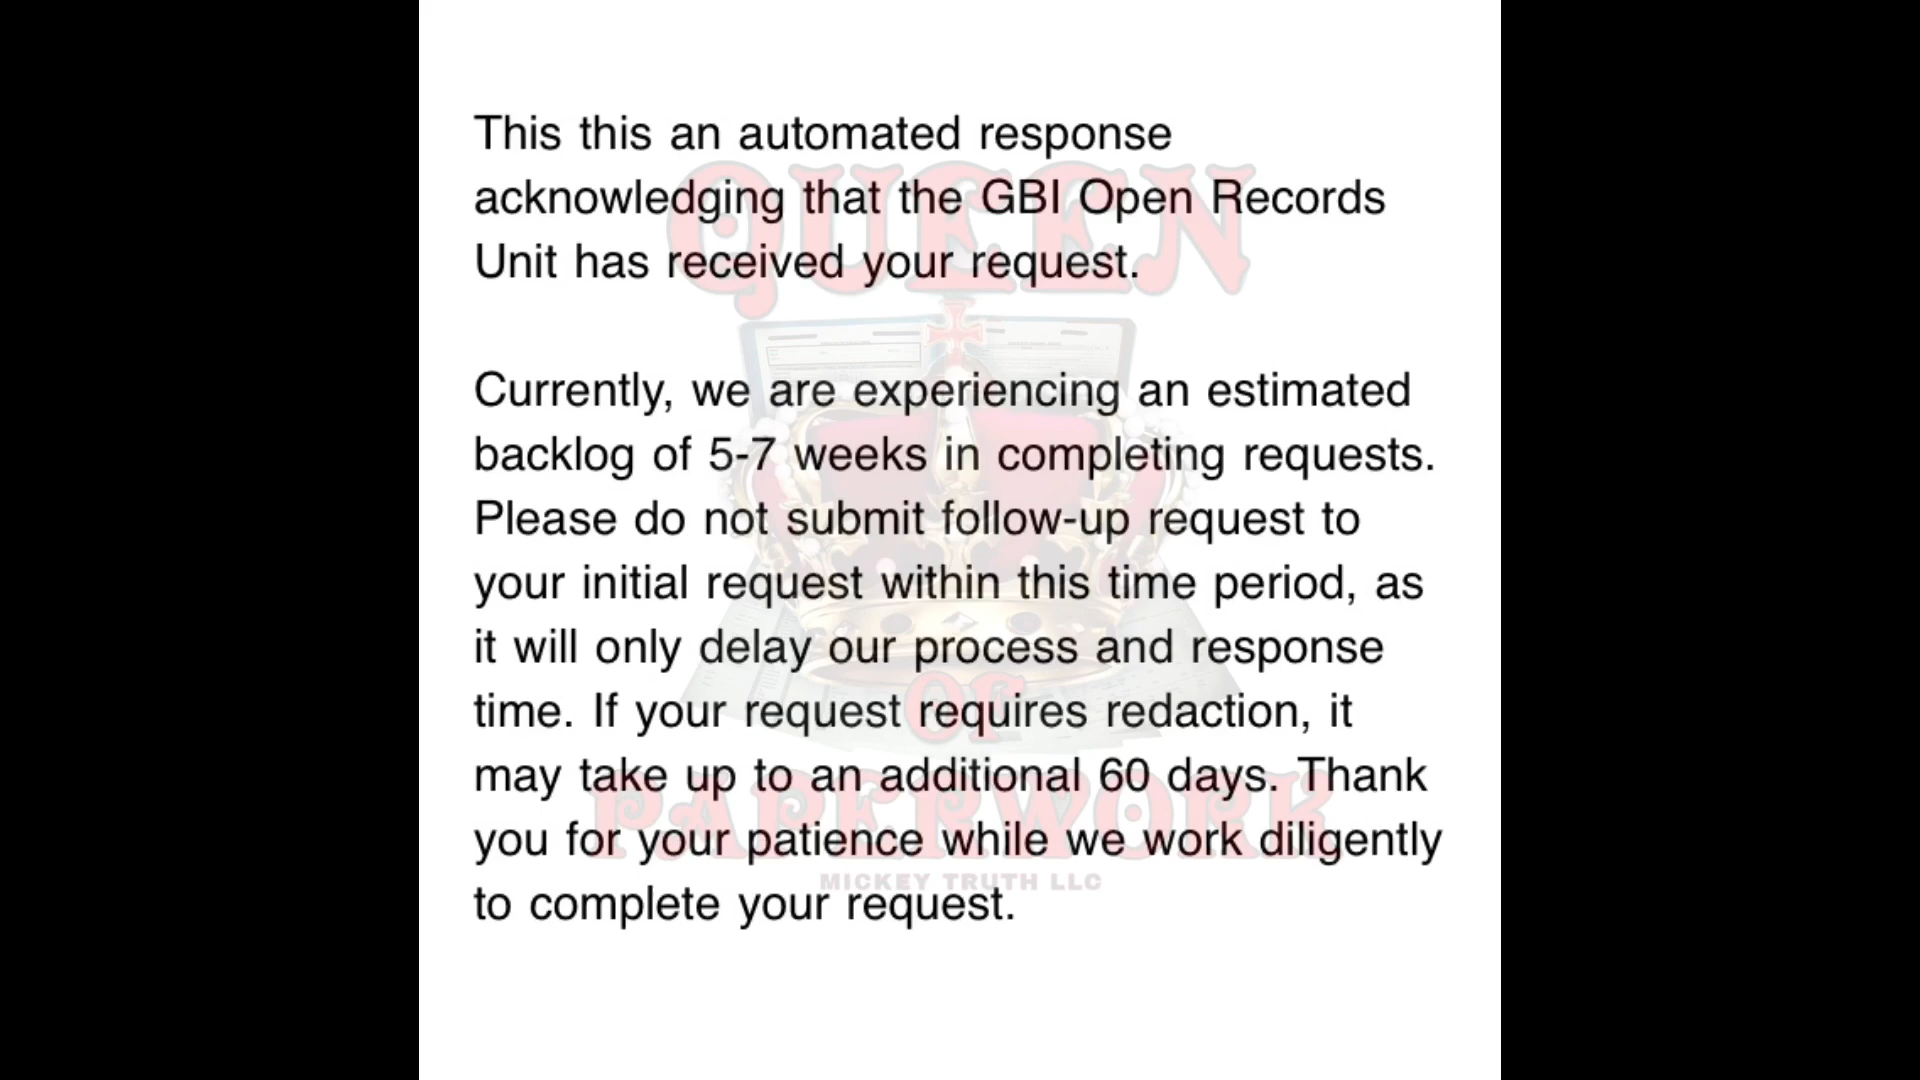 This this an automated response
acknowledging that the GBI Open Records
Unit has received your request.
Currently, we are experiencing an estimated
backlog of 5-7 weeks in completing requests.
Please do not submit follow-up request to
your initial request within this time period, as
it will only delay our process and response
time. If your request requires redaction, it
may take up to an additional 60 days. Thank
you for your patience while we work diligently
to complete your request.
QUEEN
OF
PAPERWORK
MICKEY TRUTH LLC